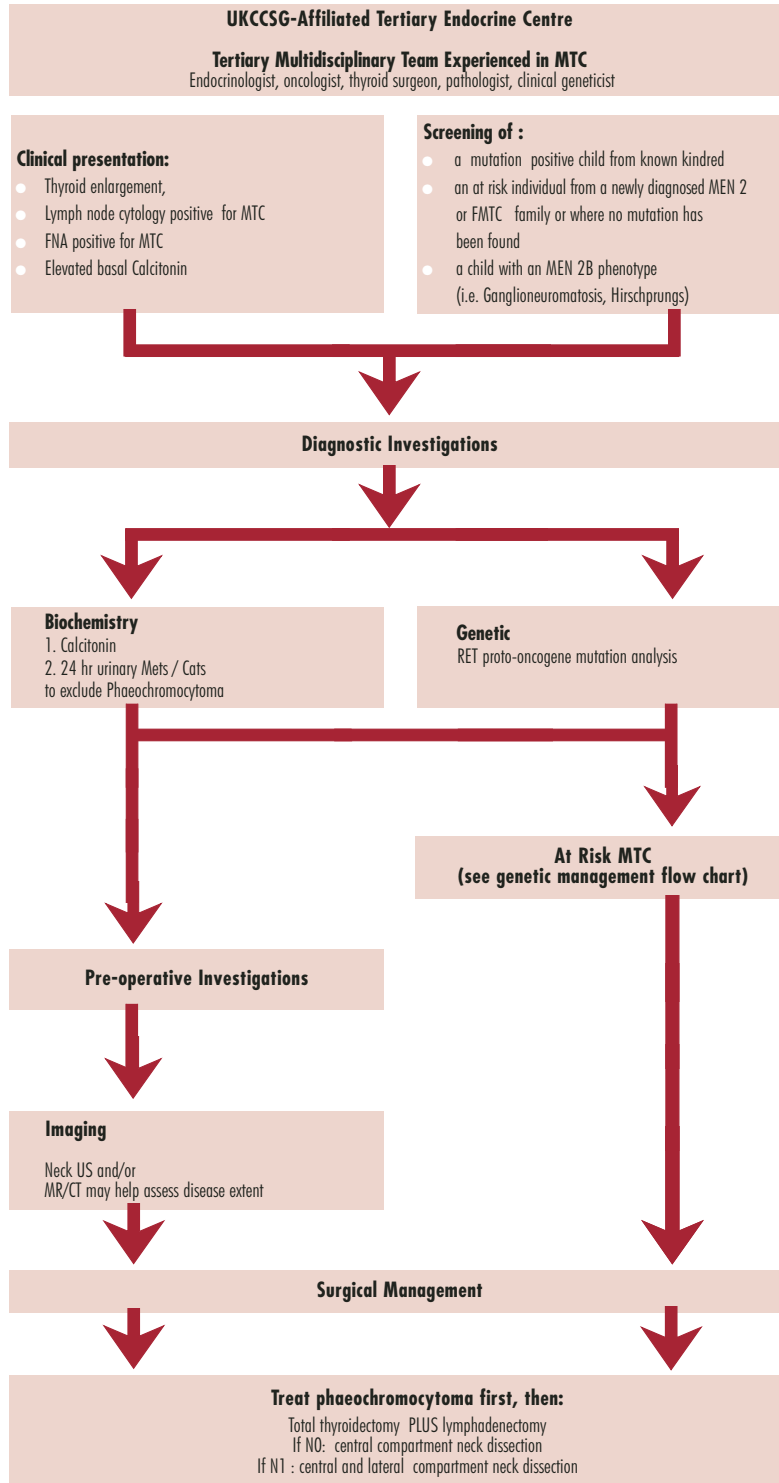 UKCCSG-Affiliated Tertiary Endocrine Centre
Tertiary Multidisciplinary Team Experienced in MTC
Endocrinologist, oncologist, thyroid surgeon, pathologist, clinical geneticist
Clinical presentation:
Thyroid enlargement,
Lymph node cytology positive for MTC
FNA positive for MTC
Elevated basal Calcitonin
Screening of :
a mutation positive child from known kindred
an at risk individual from a newly diagnosed MEN 2
or FMTC family or where no mutation has
been found
a child with an MEN 2B phenotype
(i.e. Ganglioneuromatosis, Hirschprungs)
Diagnostic Investigations
Biochemistry
1. Calcitonin
2. 24 hr urinary Mets / Cats
to exclude Phaeochromocytoma
Genetic
RET proto-oncogene mutation analysis
At Risk MTC
(see genetic management flow chart)
Pre-operative Investigations
Imaging
Neck US and/or
MR/CT may help assess disease extent
Surgical Management
Treat phaeochromocytoma first, then:
Total thyroidectomy PLUS lymphadenectomy
If N0: central compartment neck dissection
If N1 : central and lateral compartment neck dissection